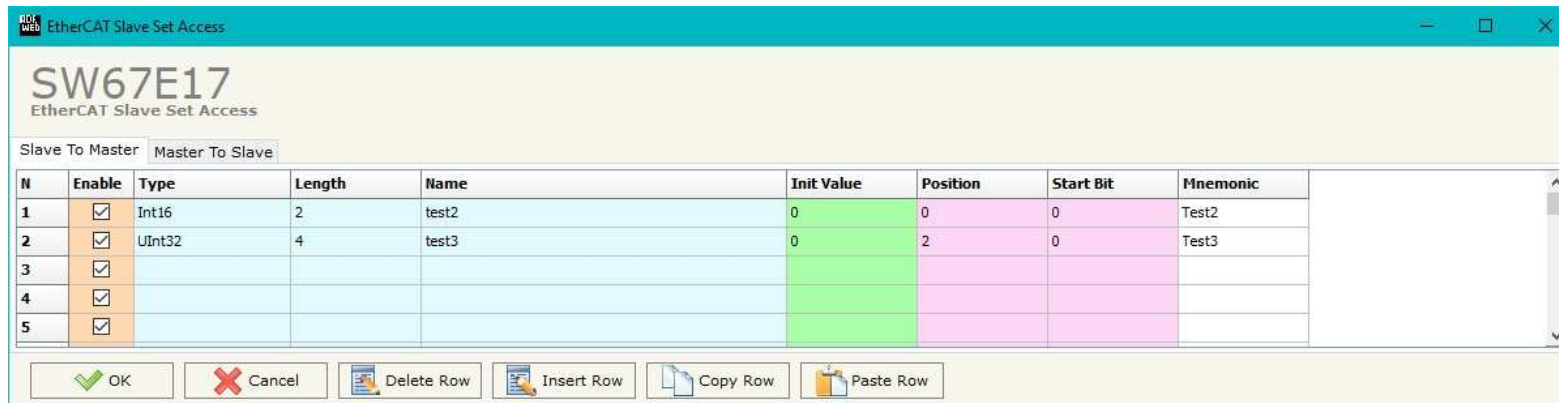 ADF WEB EtherCAT Slave Set Access
SW67E17
EtherCAT Slave Set Access
Slave To Master Master To Slave
N Enable Type Length Name Init Value Position Start Bit Mnemonic
1 Int16 2 test2 0 0 0 Test2
2 UInt32 4 test3 0 2 0 Test3
3
4
5
OK Cancel Delete Row Insert Row Copy Row Paste Row